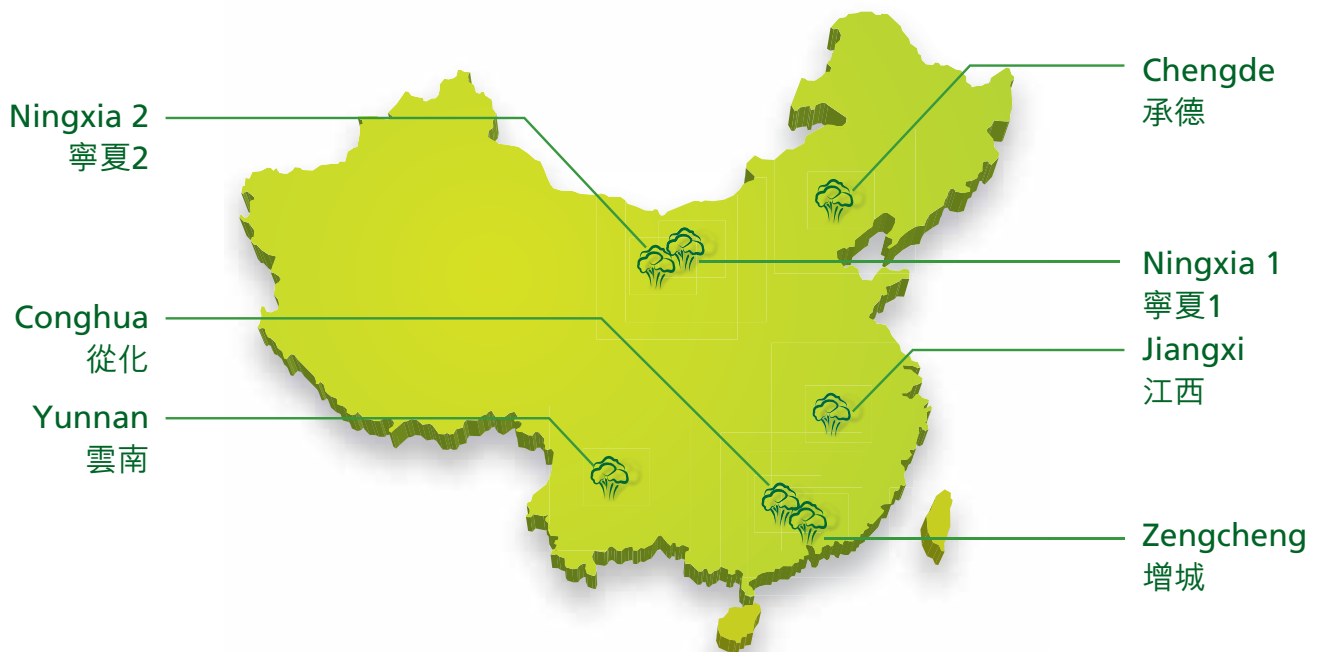 Ningxia 2
寧夏2
Conghua
從化
Yunnan
雲南
Chengde
承德
Ningxia 1
寧夏1
Jiangxi
江西
Zengcheng
增城